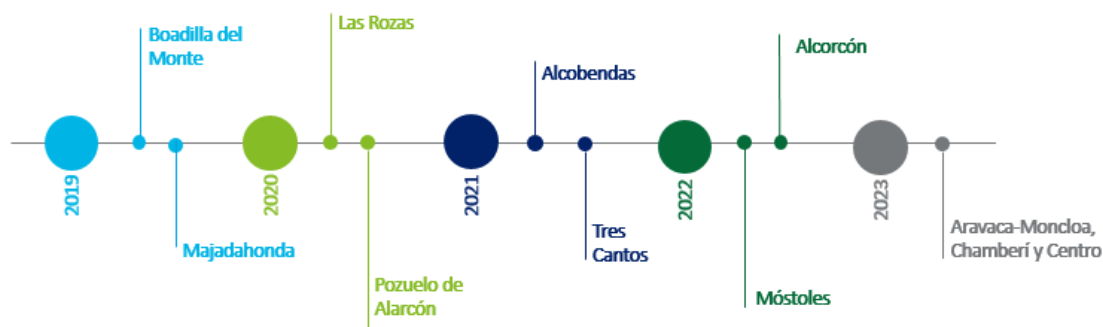 Boadilla del
Monte
Las Rozas
Alcobendas
Alcorcón
2019
2020
2021
2022
2023
Majadahonda
Pozuelo de
Alarcón
Tres
Cantos
Móstoles
Aravaca-Moncloa,
Chamberí y Centro